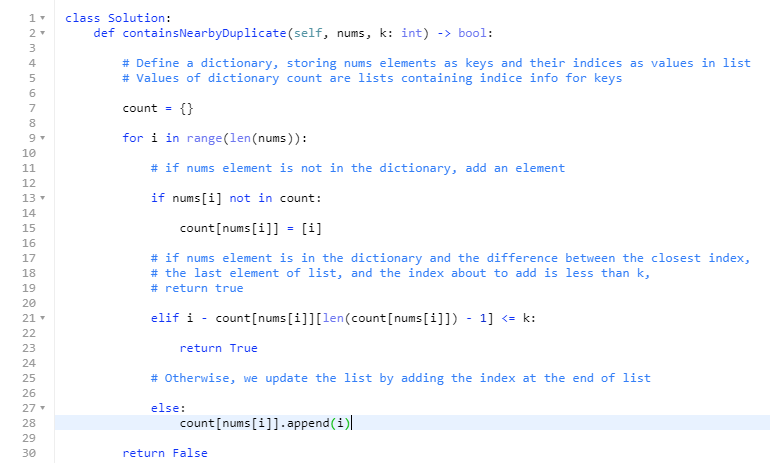 1 class Solution:
2 def containsNearbyDuplicate(self, nums, k: int) -> bool:
3
4 # Define a dictionary, storing nums elements as keys and their indices as values in list
5 # Values of dictionary count are lists containing indice info for keys
6
7 count = {}
8
9 for i in range(len(nums)):
10
11 # if nums element is not in the dictionary, add an element
12
13 if nums[i] not in count:
14
15 count[nums[i]] = [i]
16
17 # if nums element is in the dictionary and the difference between the closest index,
18 # the last element of list, and the index about to add is less than k,
19 # return true
20
21 elif i - count[nums[i]][len(count[nums[i]]) - 1] <= k:
22
23 return True
24
25 # Otherwise, we update the list by adding the index at the end of list
26
27 else:
28 count[nums[i]].append(i)
29
30 return False